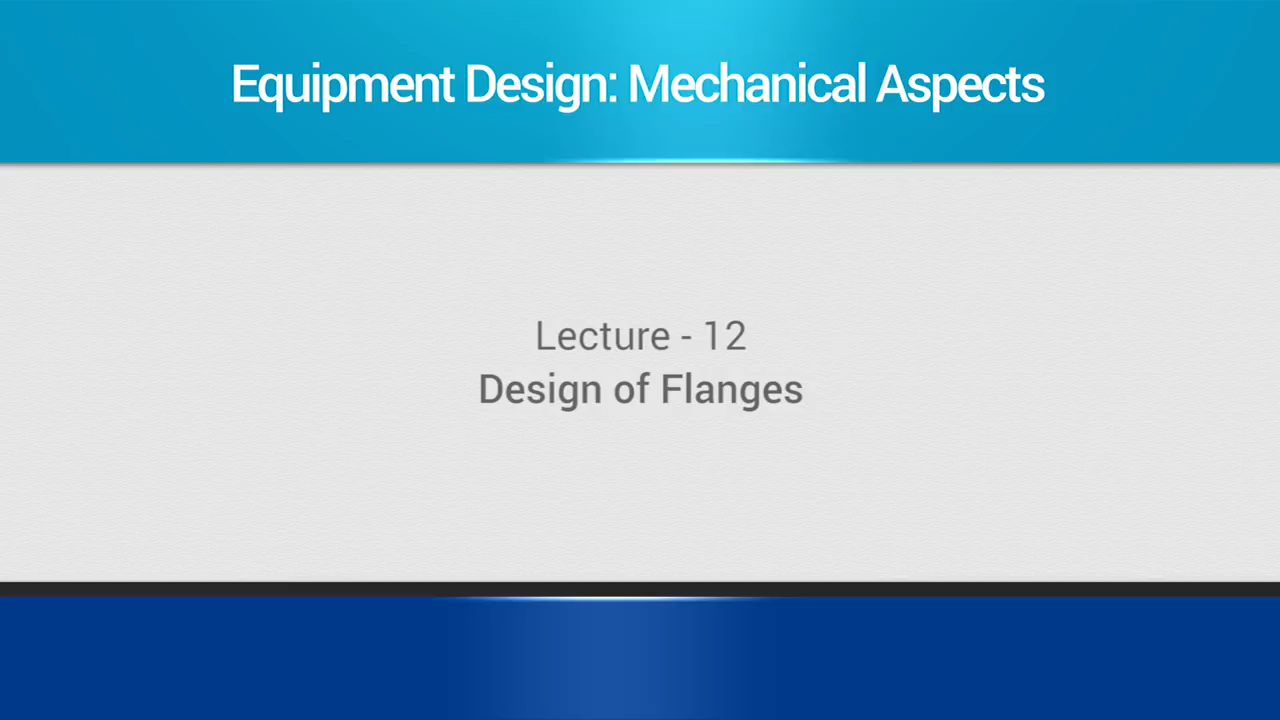 Equipment Design: Mechanical Aspects
Lecture - 12
Design of Flanges